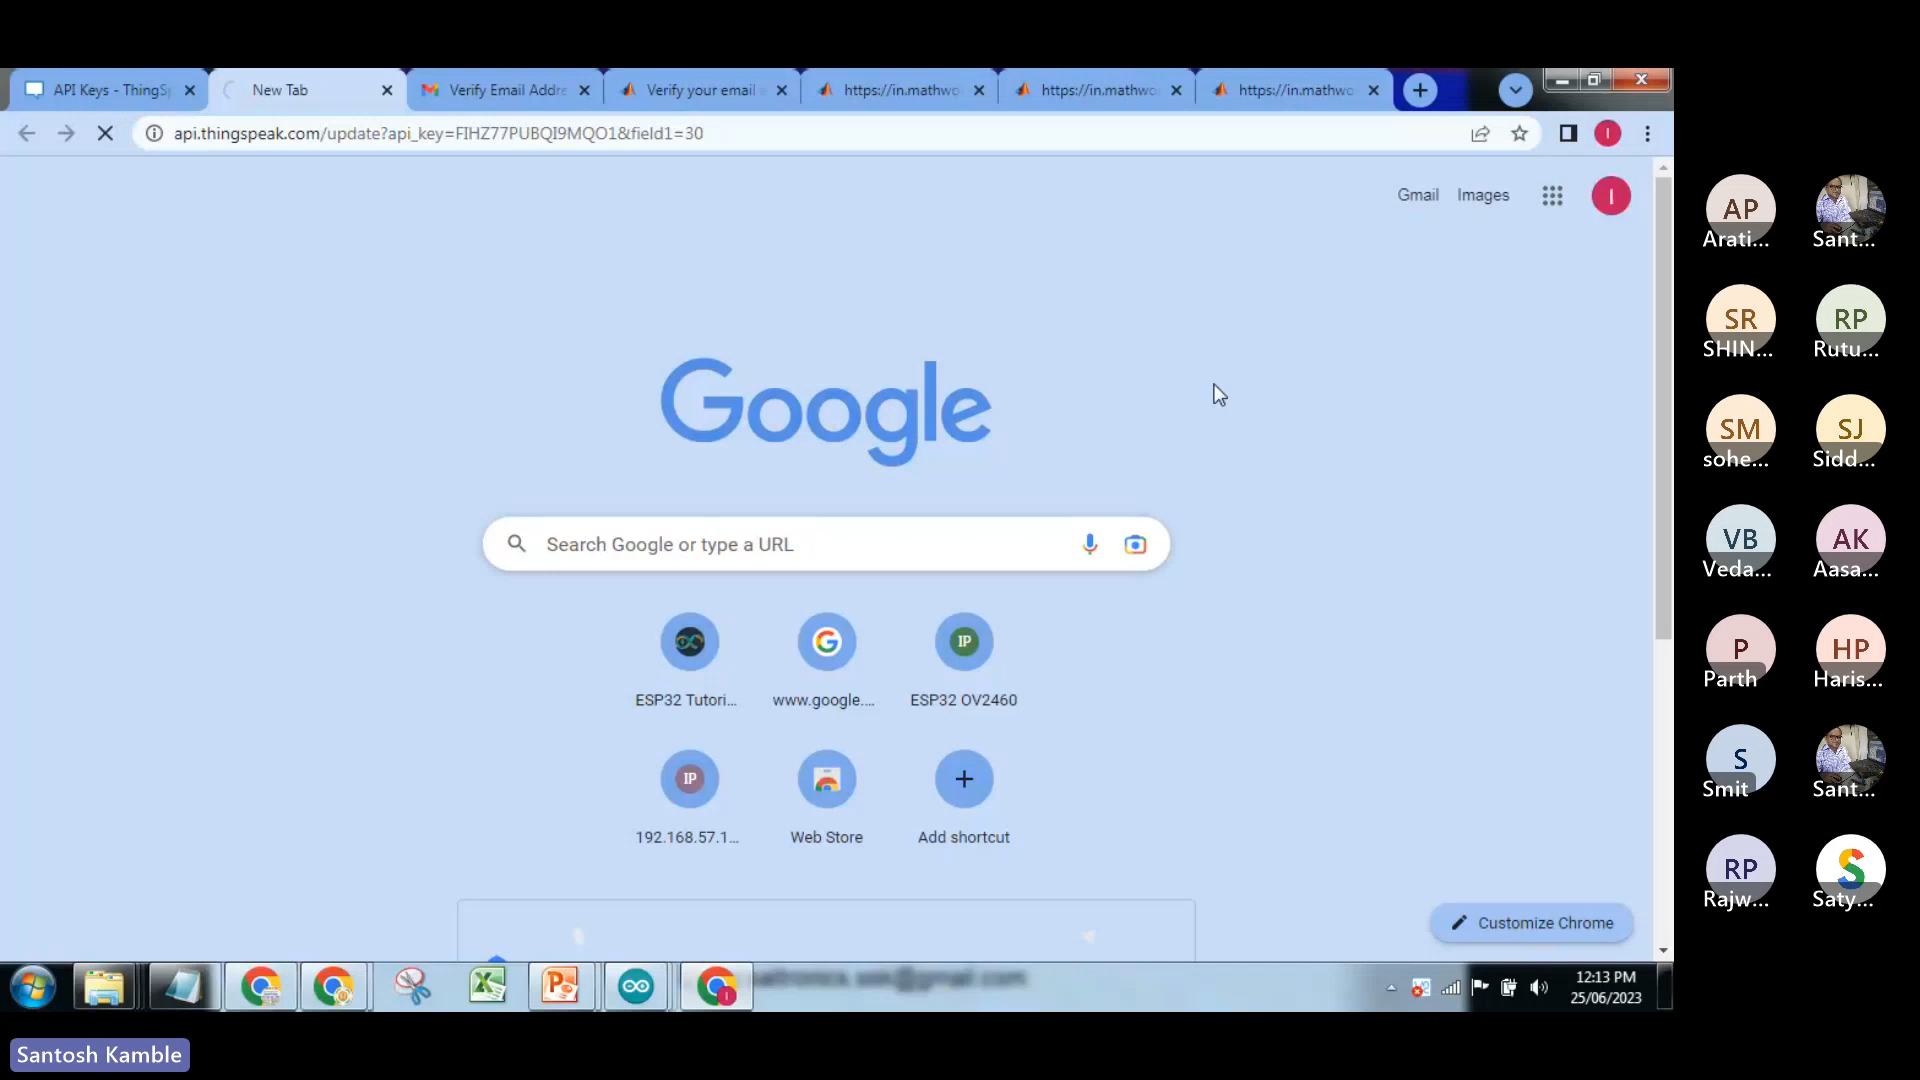 API Keys - ThingSp
New Tab
Verify Email Addre
Verify your email
https://in.mathwo
https://in.mathwo
https://in.mathwo
api.thingspeak.com/update?api_key=FIHZ77PUBQI9MQO1&field1=30
Gmail Images
Google
Search Google or type a URL
IP
ESP32 Tutori...
www.google....
ESP32 OV2460
IP
192.168.57.1...
Web Store
Add shortcut
Customize Chrome
12:13 PM
25/06/2023
AP
Arati...
Sant...
SR
SHIN...
RP
Rutu...
SM
sohe...
SJ
Sidd...
VB
Veda...
AK
Aasa...
P
Parth
HP
Haris...
S
Smit
Sant...
RP
Rajw...
Saty...
Santosh Kamble